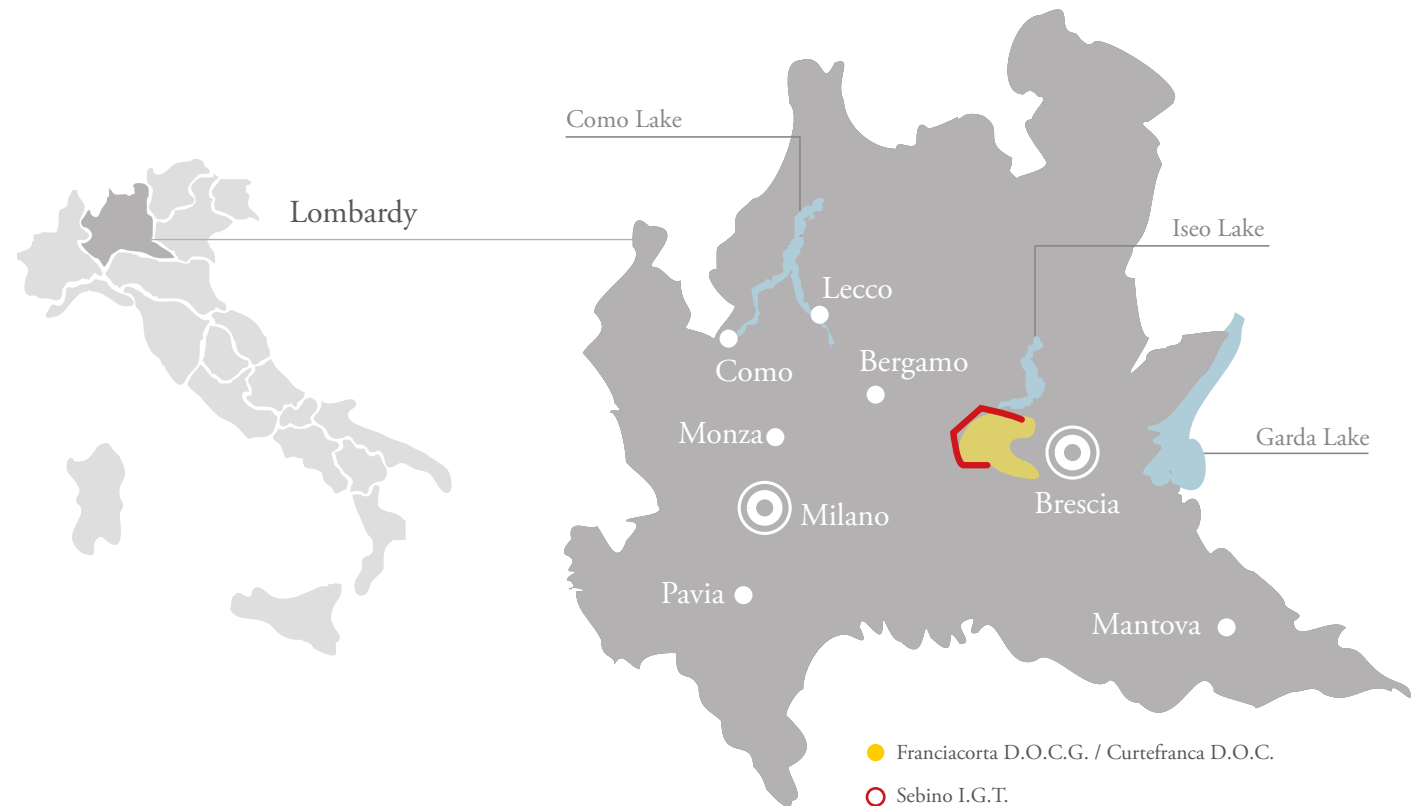 Como Lake
Lombardy
Iseo Lake
Lecco
Como
Bergamo
Monza
Garda Lake
Milano
Brescia
Pavia
Mantova
Franciacorta D.O.C.G. / Curtefranca D.O.C.
Sebino I.G.T.